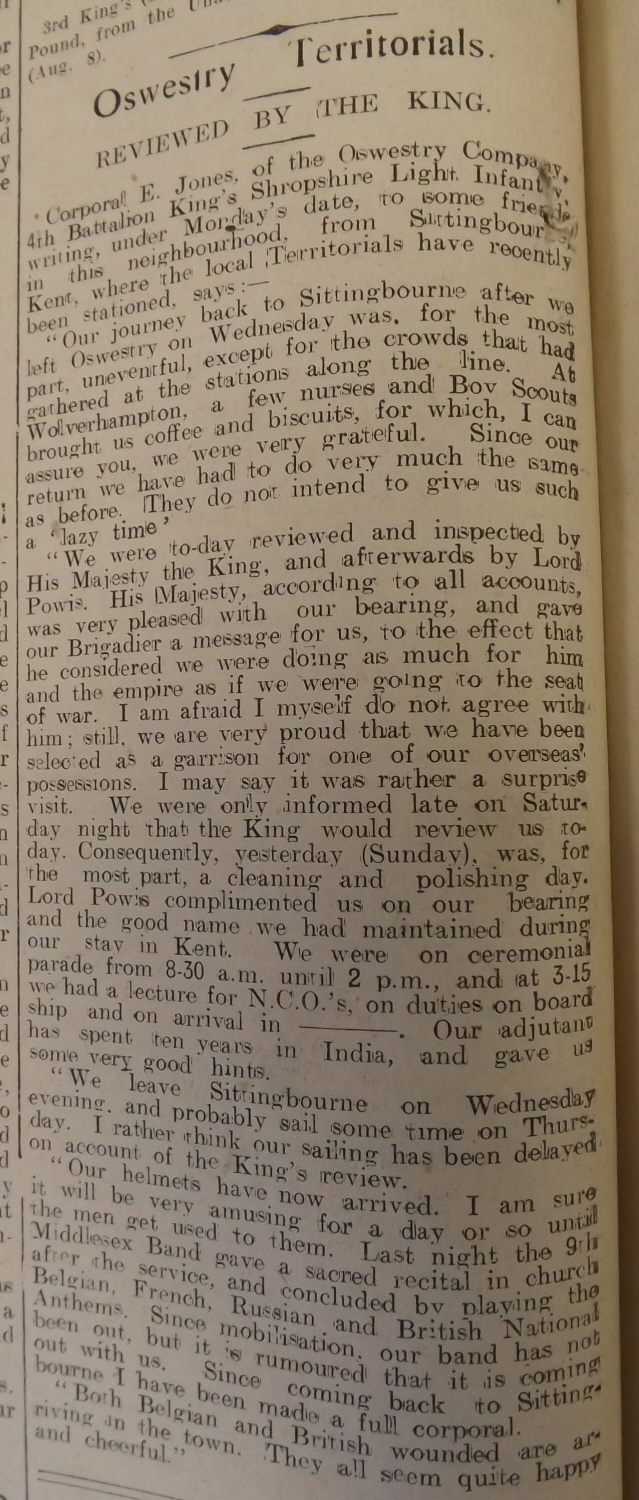 3rd King's
Pound, from the
(Aug. 8).
Oswestry Territorials.
REVIEWED BY THE KING.
Corporal E. Jones, of the Oswestry Company,
4th Battalion King's Shropshire Light Infantry,
writing, under Monday's date, to some friends
in this neighbourhood, from Sittingbour
Kent, where the local Territorials have recently
been stationed, says:—
"Our journey back to Sittingbourne after we
left Oswestry on Wednesday was, for the most
part, uneventful, except for the crowds that had
gathered at the stations along the line. At
Wolverhampton, a few nurses and Boy Scouts
brought us coffee and biscuits, for which, I can
assure you, we were very grateful. Since our
return we have had to do very much the same
as before. They do not intend to give us such
a 'lazy time'
"We were to-day reviewed and inspected by
His Majesty the King, and afterwards by Lord
Powis. His Majesty, according to all accounts,
was very pleased with our bearing, and gave
our Brigadier a message for us, to the effect that
he considered we were doing as much for him
and the empire as if we were going to the seat
of war. I am afraid I myself do not agree with
him; still, we are very proud that we have been
selected as a garrison for one of our overseas'
possessions. I may say it was rather a surprise
visit. We were only informed late on Satur-
day night that the King would review us to-
day. Consequently, yesterday (Sunday), was, for
the most part, a cleaning and polishing day.
Lord Powis complimented us on our bearing
and the good name we had maintained during
our stay in Kent. We were on ceremonial
parade from 8-30 a.m. until 2 p.m., and at 3-15
we had a lecture for N.C.O.'s, on duties on board
ship and on arrival in ———. Our adjutant
has spent ten years in India, and gave us
some very good hints.
"We leave Sittingbourne on Wednesday
evening, and probably sail some time on Thurs-
day. I rather think our sailing has been delayed
on account of the King's review.
"Our helmets have now arrived. I am sure
it will be very amusing for a day or so until
the men get used to them. Last night the 9th
Middlesex Band gave a sacred recital in church
after the service, and concluded by playing the
Belgian, French, Russian and British National
Anthems. Since mobilisation, our band has not
been out, but it is rumoured that it is coming
out with us. Since coming back to Sitting-
bourne I have been made a full corporal.
"Both Belgian and British wounded are ar-
riving in the town. They all seem quite happy
and cheerful."